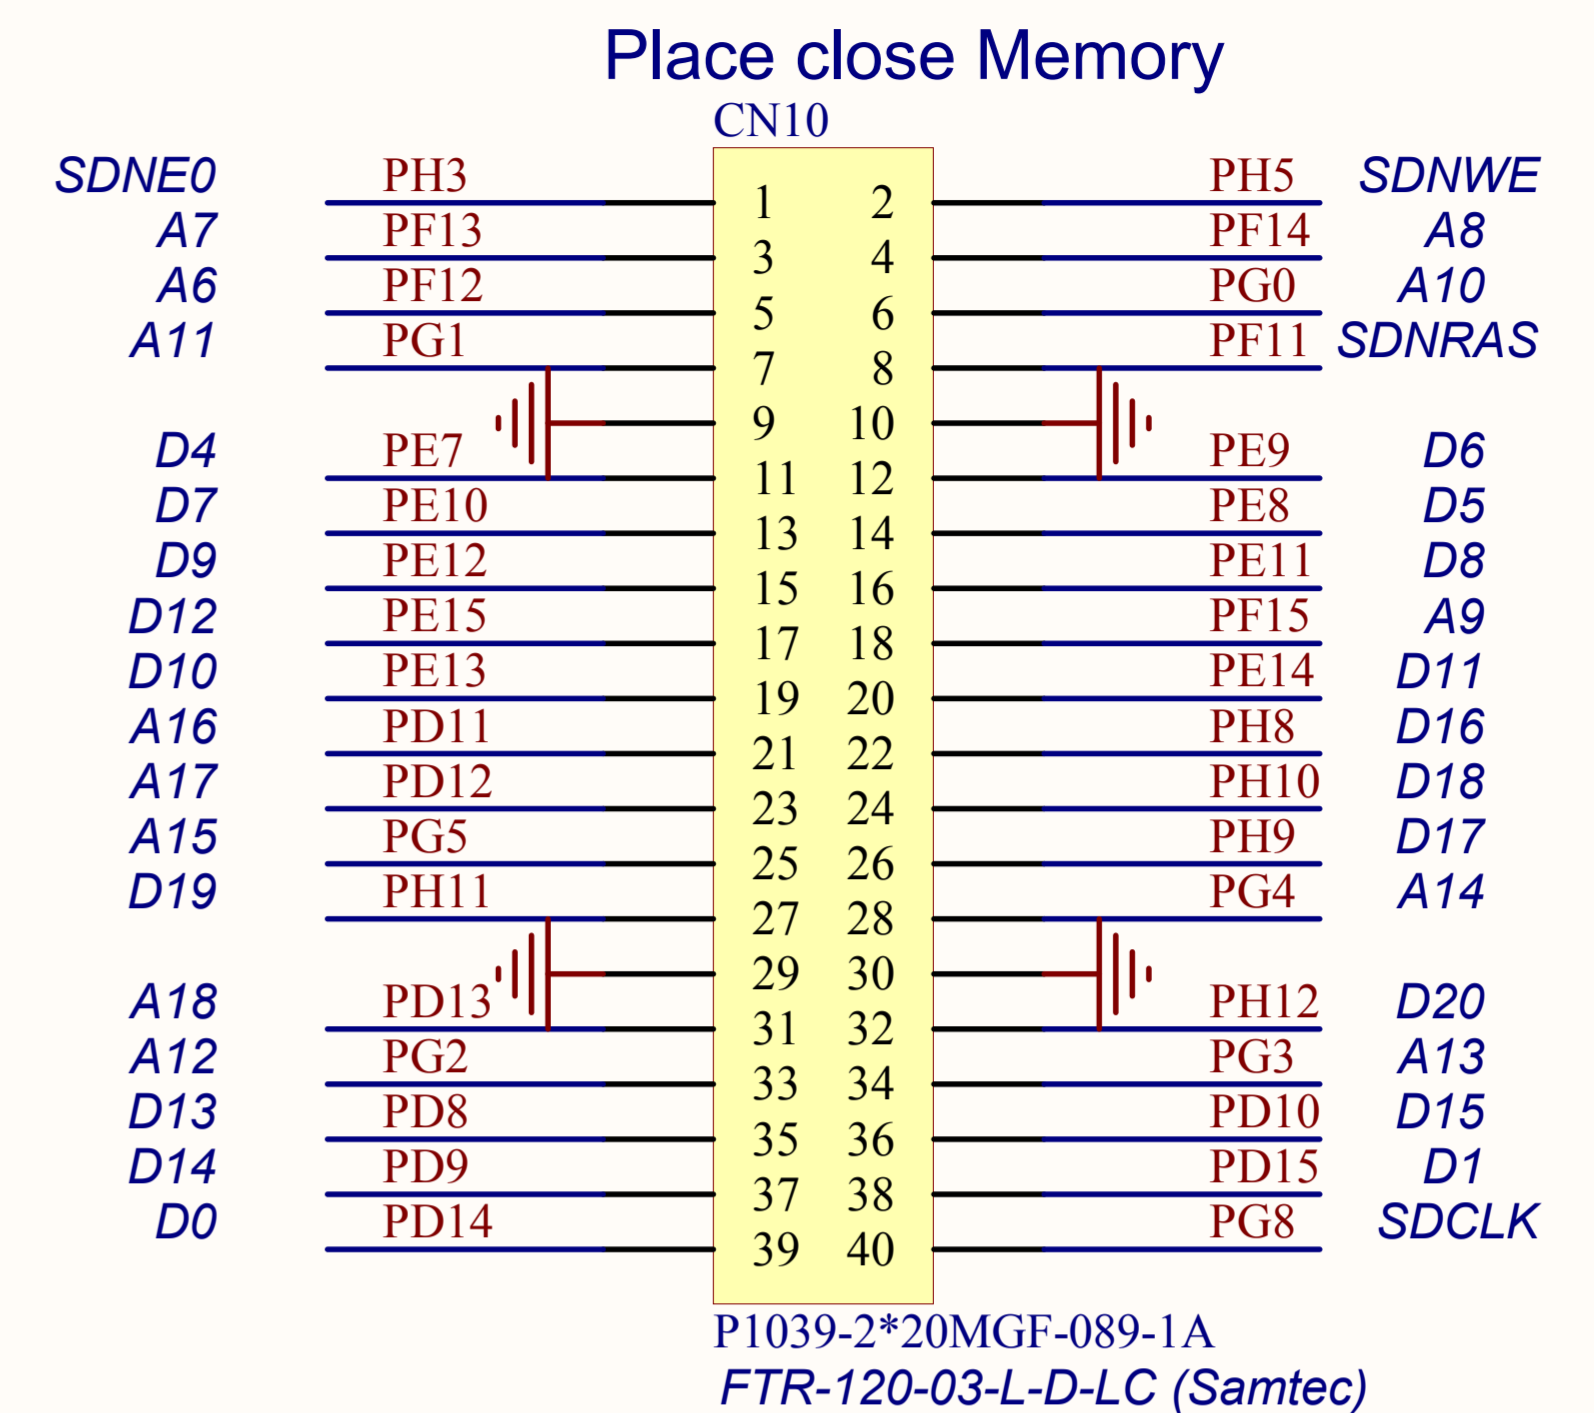 Place close Memory
CN10
SDNE0 PH3 1 2 PH5 SDNWE
A7 PF13 3 4 PF14 A8
A6 PF12 5 6 PG0 A10
A11 PG1 7 8 PF11 SDNRAS
9 10
D4 PE7 11 12 PE9 D6
D7 PE10 13 14 PE8 D5
D9 PE12 15 16 PE11 D8
D12 PE15 17 18 PF15 A9
D10 PE13 19 20 PE14 D11
A16 PD11 21 22 PH8 D16
A17 PD12 23 24 PH10 D18
A15 PG5 25 26 PH9 D17
D19 PH11 27 28 PG4 A14
29 30
A18 PD13 31 32 PH12 D20
A12 PG2 33 34 PG3 A13
D13 PD8 35 36 PD10 D15
D14 PD9 37 38 PD15 D1
D0 PD14 39 40 PG8 SDCLK
P1039-2*20MGF-089-1A
FTR-120-03-L-D-LC (Samtec)